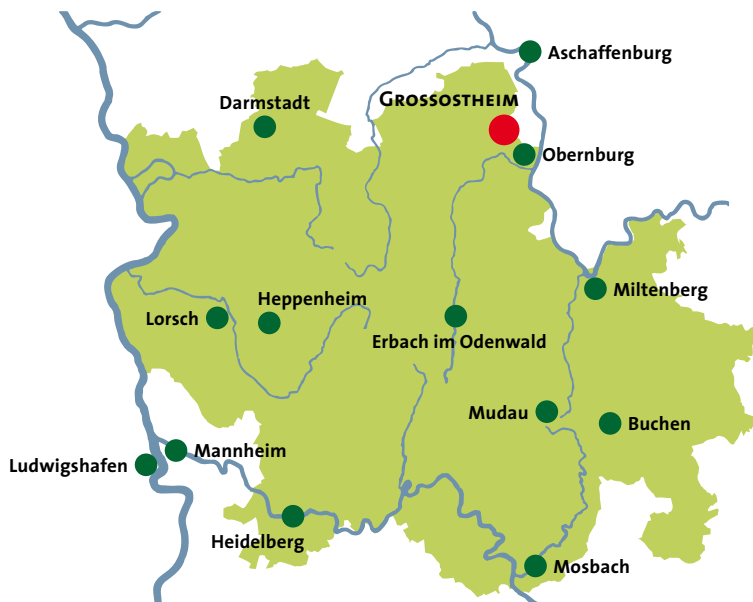 Aschaffenburg
Darmstadt
GROSSOSTHEIM
Obernburg
Miltenberg
Heppenheim
Lorsch
Erbach im Odenwald
Mudau
Buchen
Mannheim
Ludwigshafen
Heidelberg
Mosbach